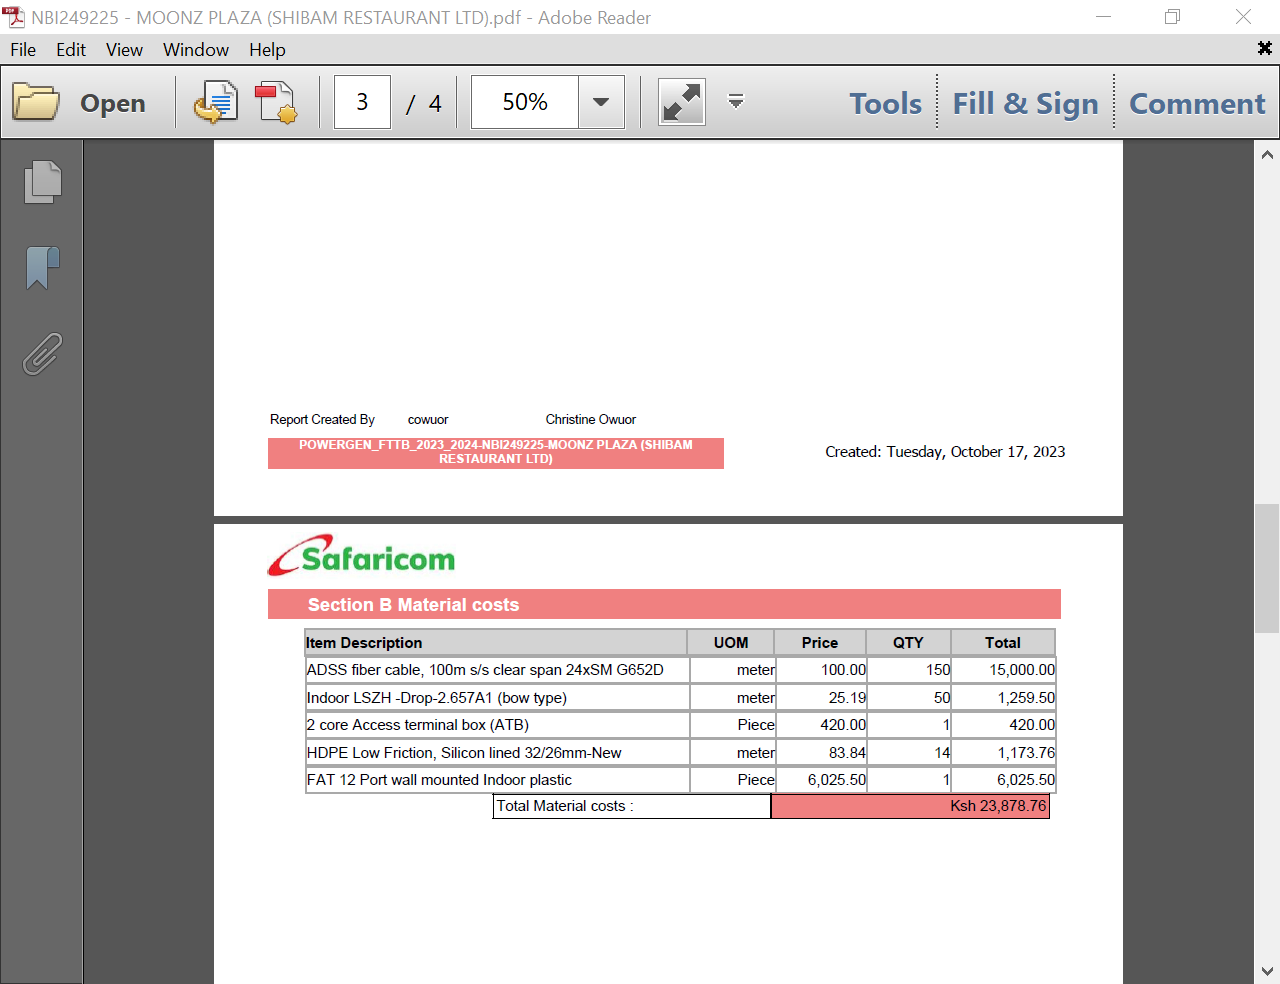 NBI249225 - MOONZ PLAZA (SHIBAM RESTAURANT LTD).pdf - Adobe Reader
File Edit View Window Help
Open 3 / 4 50% Tools Fill & Sign Comment
Report Created By cowuor Christine Owuor
POWERGEN_FTTB_2023_2024-NBI249225-MOONZ PLAZA (SHIBAM
RESTAURANT LTD)
Created: Tuesday, October 17, 2023
Safaricom
Section B Material costs
Item Description UOM Price QTY Total
ADSS fiber cable, 100m s/s clear span 24xSM G652D meter 100.00 150 15,000.00
Indoor LSZH -Drop-2.657A1 (bow type) meter 25.19 50 1,259.50
2 core Access terminal box (ATB) Piece 420.00 1 420.00
HDPE Low Friction, Silicon lined 32/26mm-New meter 83.84 14 1,173.76
FAT 12 Port wall mounted Indoor plastic Piece 6,025.50 1 6,025.50
Total Material costs : Ksh 23,878.76